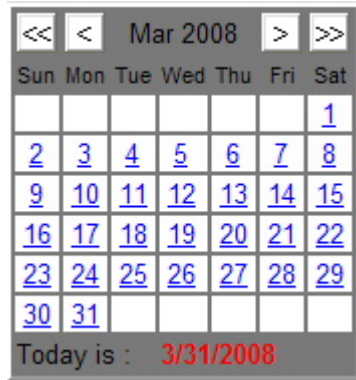 << < Mar 2008 > >>
Sun Mon Tue Wed Thu Fri Sat
1
2 3 4 5 6 7 8
9 10 11 12 13 14 15
16 17 18 19 20 21 22
23 24 25 26 27 28 29
30 31
Today is : 3/31/2008